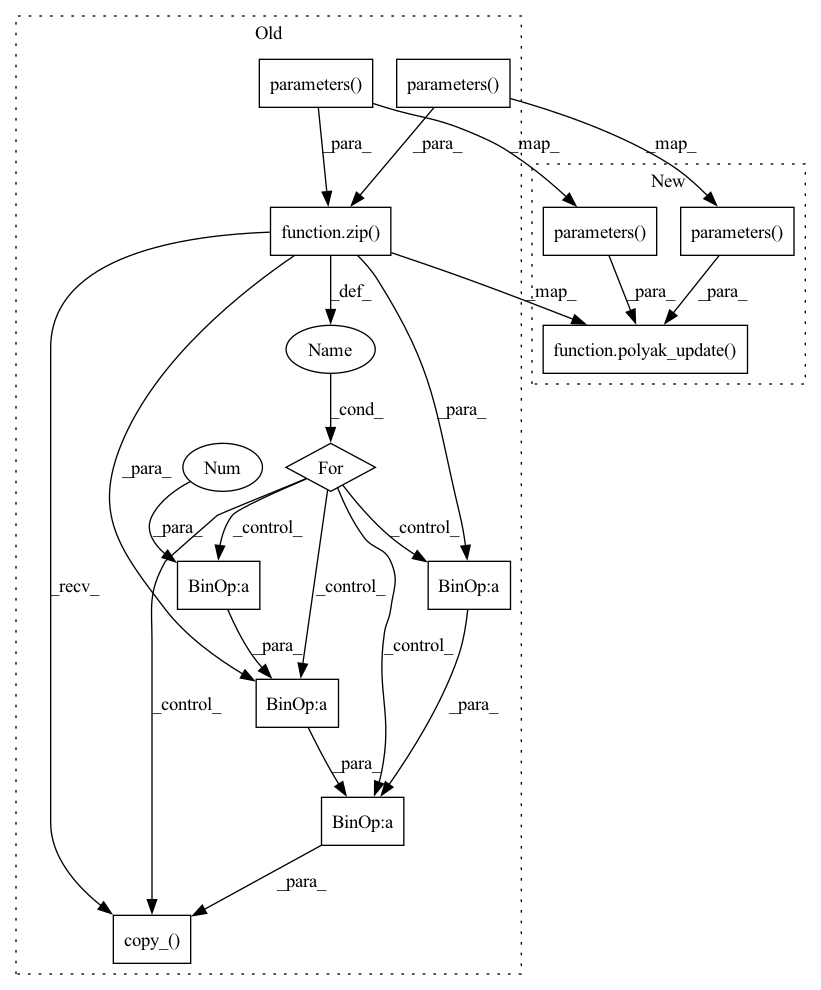 Old
parameters()
parameters()
_para_
_para_
_map_
_map_
New
function.zip()
parameters()
parameters()
_def_
_map_
_para_
_para_
Name
function.polyak_update()
_cond_
_para_
_para_
Num
For
_para_
_control_
_control_
_recv_
BinOp:a
_control_
BinOp:a
_para_
_control_
_control_
BinOp:a
_para_
_para_
BinOp:a
_para_
copy_()